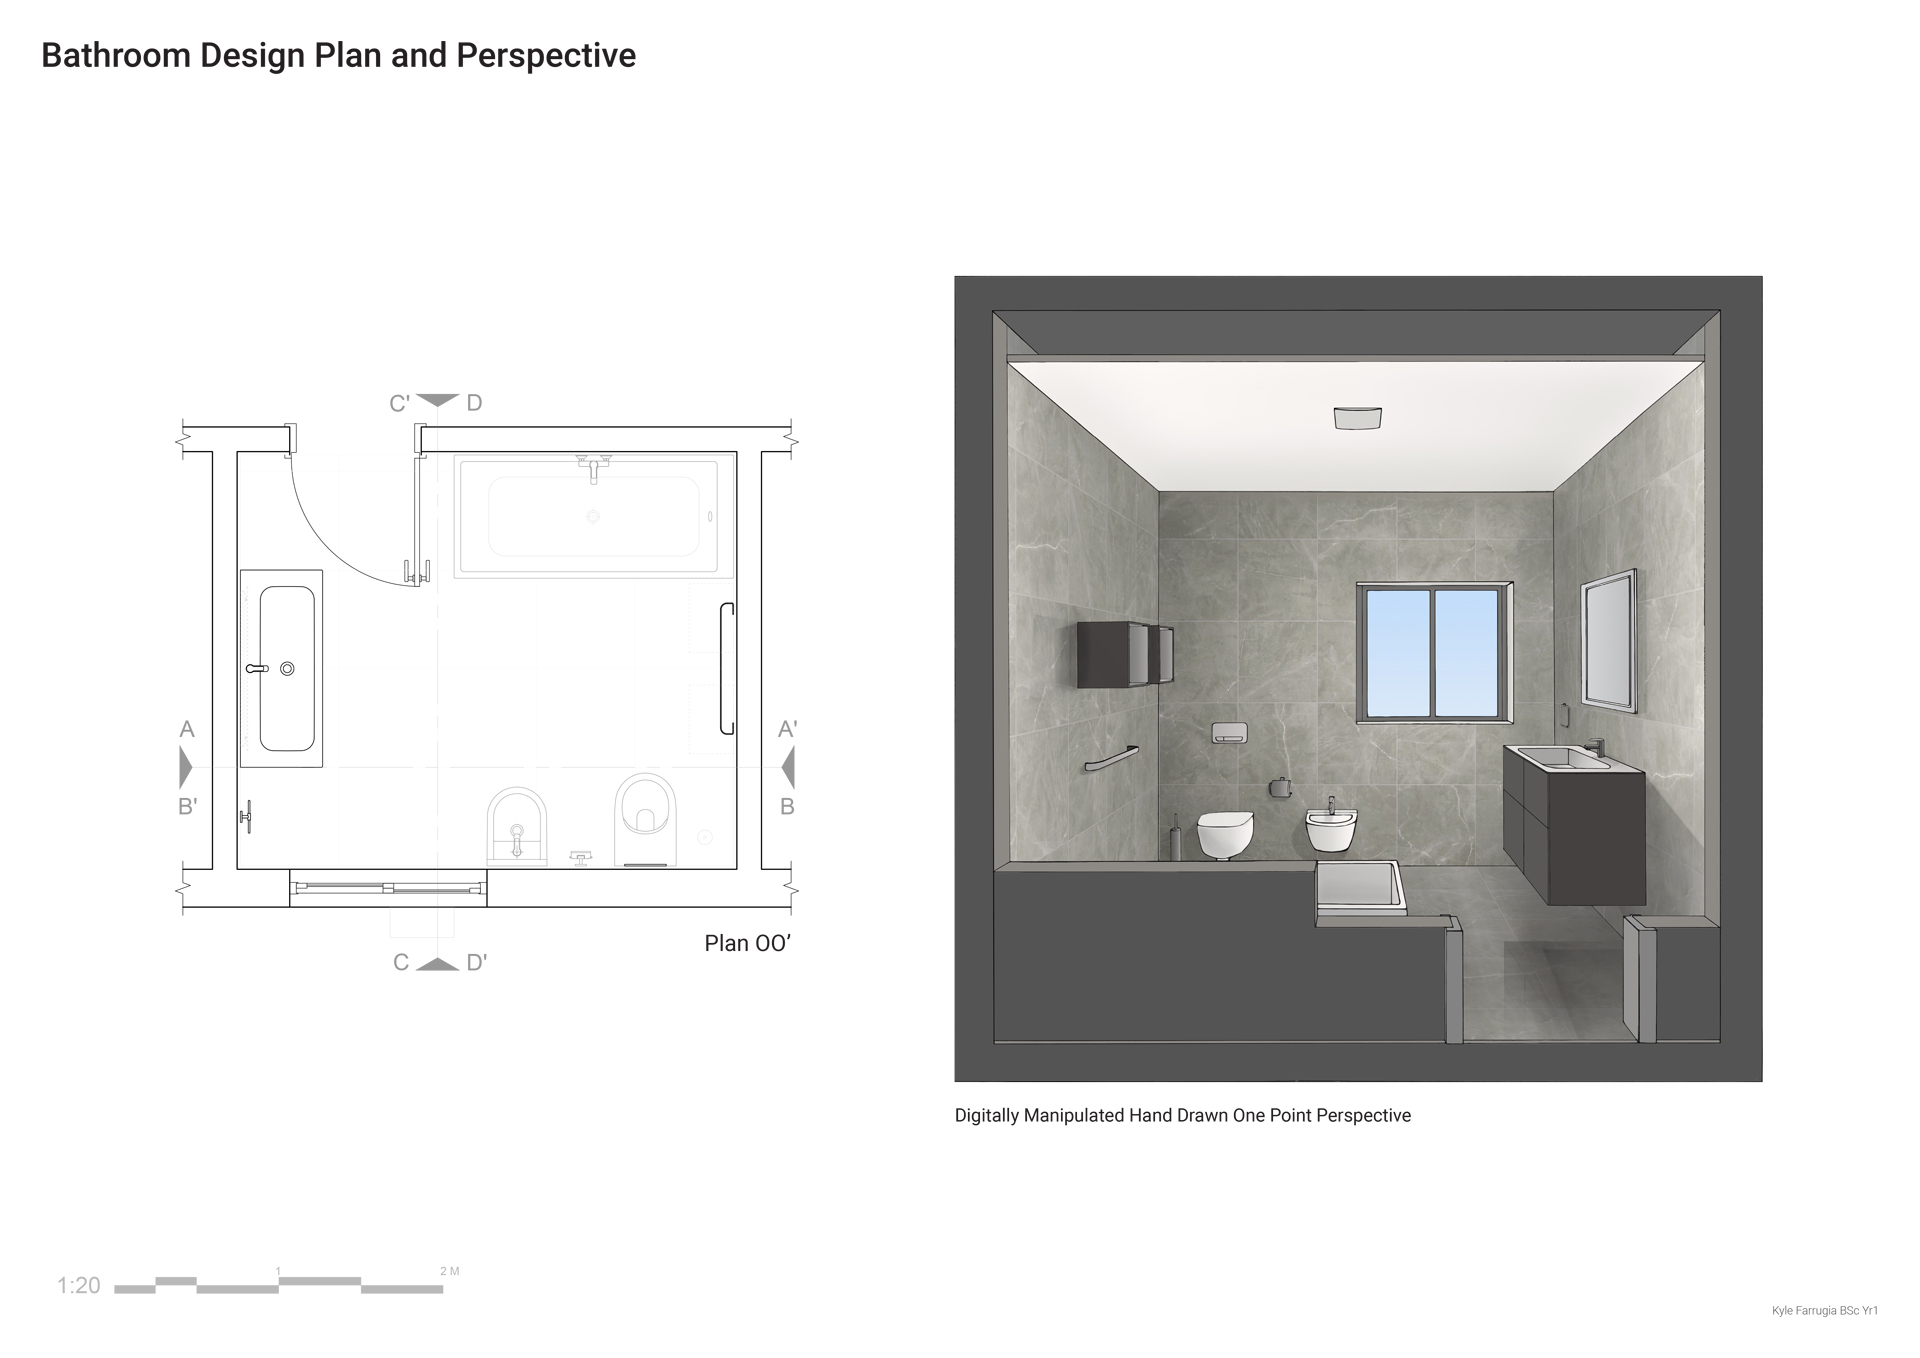 Bathroom Design Plan and Perspective
C' D
A A'
B' B
Plan OO’
C D'
Digitally Manipulated Hand Drawn One Point Perspective
1:20 1 2 M
Kyle Farrugia BSc Yr1